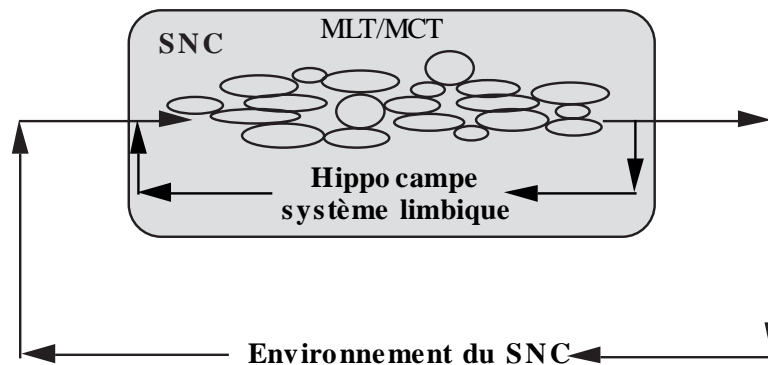 MLT/MCT
SNC
Hippo campe
système limbique
Environnement du SNC